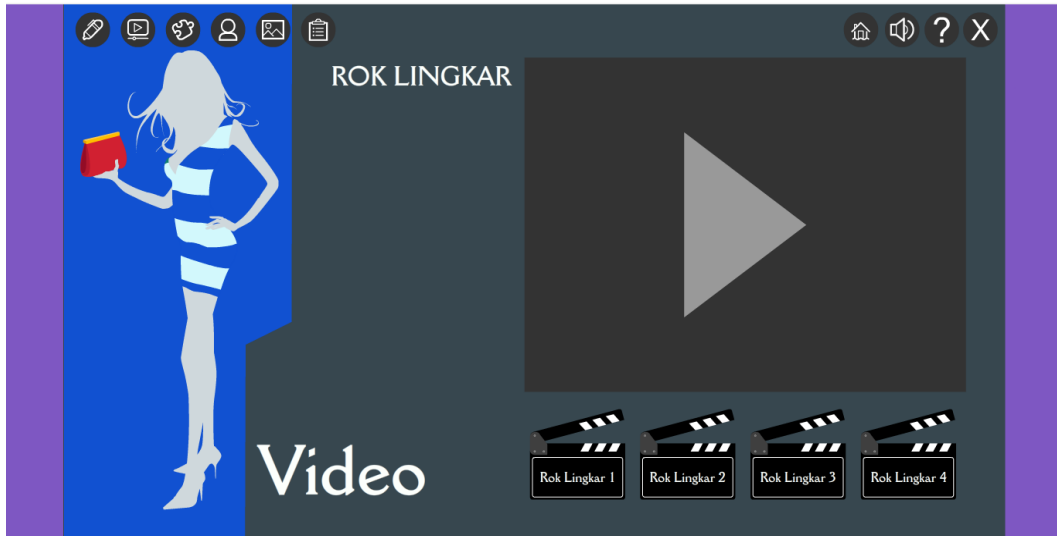 ? X
ROK LINGKAR
Video
Rok Lingkar 1
Rok Lingkar 2
Rok Lingkar 3
Rok Lingkar 4